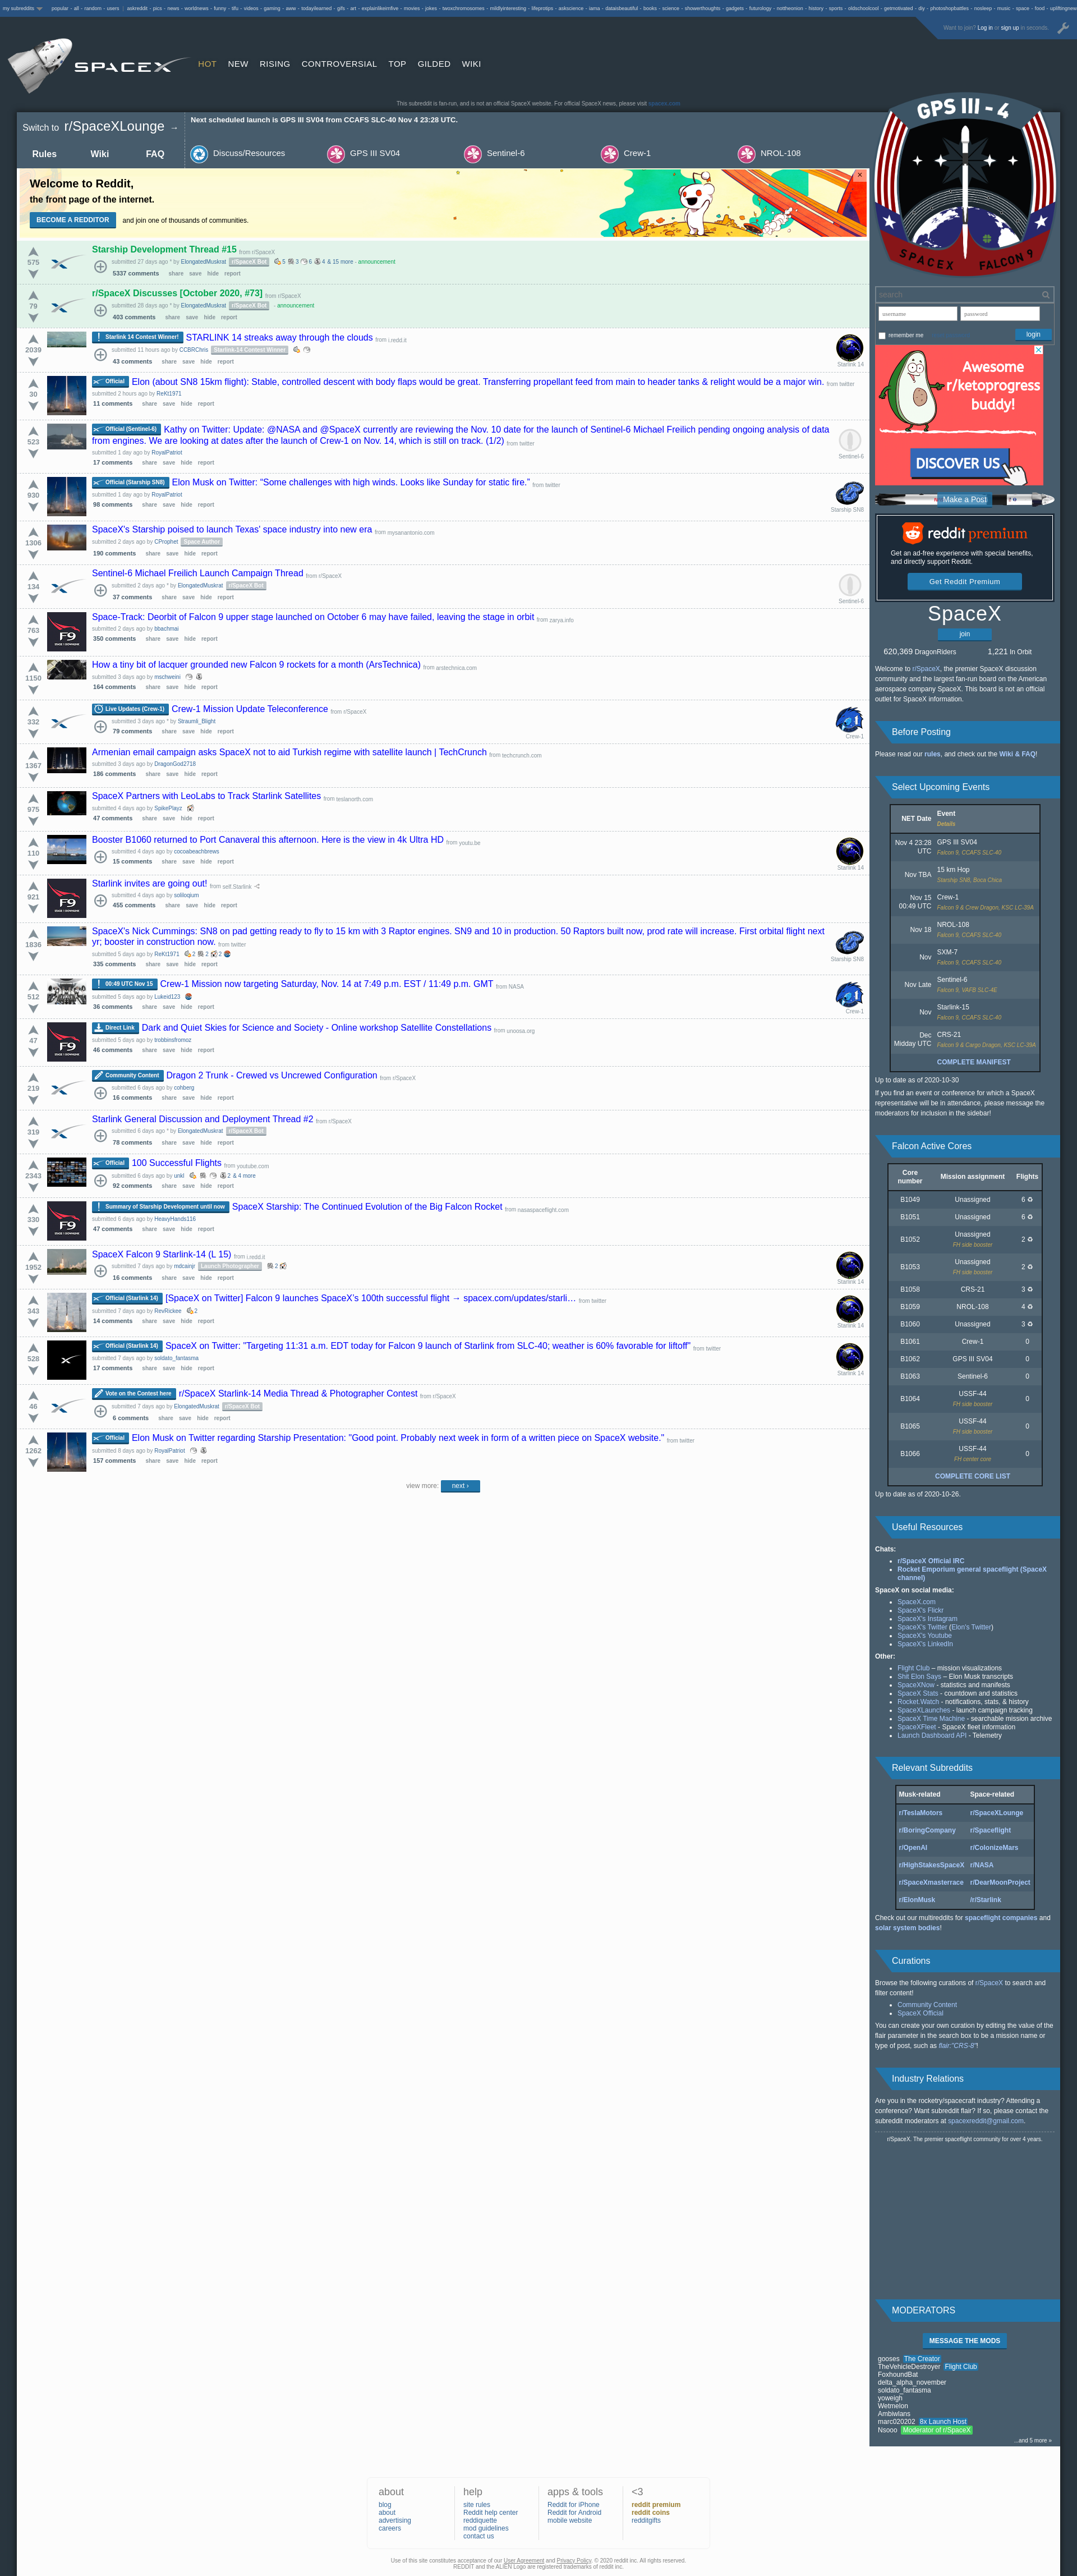 my subreddits popular - all - random - users | askreddit - pics - news - worldnews - funny - tifu - videos - gaming - aww - todayilearned - gifs - art - explainlikeimfive - movies - jokes - twoxchromosomes - mildlyinteresting - lifeprotips - askscience - iama - dataisbeautiful - books - science - showerthoughts - gadgets - futurology - nottheonion - history - sports - oldschoolcool - getmotivated - diy - photoshopbattles - nosleep - music - space - food - upliftingnews
Want to join? Log in or sign up in seconds.
SPACEX HOT NEW RISING CONTROVERSIAL TOP GILDED WIKI
This subreddit is fan-run, and is not an official SpaceX website. For official SpaceX news, please visit spacex.com.
Switch to r/SpaceXLounge →
Rules Wiki FAQ
Next scheduled launch is GPS III SV04 from CCAFS SLC-40 Nov 4 23:28 UTC.
Discuss/Resources GPS III SV04 Sentinel-6 Crew-1 NROL-108
Welcome to Reddit,
the front page of the internet.
BECOME A REDDITOR and join one of thousands of communities.
×
575
Starship Development Thread #15 from r/SpaceX
submitted 27 days ago * by ElongatedMuskrat r/SpaceX Bot 5 3 6 4 & 15 more - announcement
5337 comments share save hide report
79
r/SpaceX Discusses [October 2020, #73] from r/SpaceX
submitted 28 days ago * by ElongatedMuskrat r/SpaceX Bot - announcement
403 comments share save hide report
2039
Starlink 14 Contest Winner! STARLINK 14 streaks away through the clouds from i.redd.it
submitted 11 hours ago by CCBRChris Starlink-14 Contest Winner
43 comments share save hide report
Starlink 14
30
Official Elon (about SN8 15km flight): Stable, controlled descent with body flaps would be great. Transferring propellant feed from main to header tanks & relight would be a major win. from twitter
submitted 2 hours ago by ReKt1971
11 comments share save hide report
523
Official (Sentinel-6) Kathy on Twitter: Update: @NASA and @SpaceX currently are reviewing the Nov. 10 date for the launch of Sentinel-6 Michael Freilich pending ongoing analysis of data
from engines. We are looking at dates after the launch of Crew-1 on Nov. 14, which is still on track. (1/2) from twitter
submitted 1 day ago by RoyalPatriot
17 comments share save hide report
Sentinel-6
930
Official (Starship SN8) Elon Musk on Twitter: “Some challenges with high winds. Looks like Sunday for static fire.” from twitter
submitted 1 day ago by RoyalPatriot
98 comments share save hide report
Starship SN8
1306
SpaceX's Starship poised to launch Texas' space industry into new era from mysanantonio.com
submitted 2 days ago by CProphet Space Author
190 comments share save hide report
134
Sentinel-6 Michael Freilich Launch Campaign Thread from r/SpaceX
submitted 2 days ago * by ElongatedMuskrat r/SpaceX Bot
37 comments share save hide report
Sentinel-6
763
Space-Track: Deorbit of Falcon 9 upper stage launched on October 6 may have failed, leaving the stage in orbit from zarya.info
submitted 2 days ago by bbachmai
350 comments share save hide report
1150
How a tiny bit of lacquer grounded new Falcon 9 rockets for a month (ArsTechnica) from arstechnica.com
submitted 3 days ago by mschweini
164 comments share save hide report
332
Live Updates (Crew-1) Crew-1 Mission Update Teleconference from r/SpaceX
submitted 3 days ago * by Straumli_Blight
79 comments share save hide report
Crew-1
1367
Armenian email campaign asks SpaceX not to aid Turkish regime with satellite launch | TechCrunch from techcrunch.com
submitted 3 days ago by DragonGod2718
186 comments share save hide report
975
SpaceX Partners with LeoLabs to Track Starlink Satellites from teslanorth.com
submitted 4 days ago by SpikePlayz
47 comments share save hide report
110
Booster B1060 returned to Port Canaveral this afternoon. Here is the view in 4k Ultra HD from youtu.be
submitted 4 days ago by cocoabeachbrews
15 comments share save hide report
Starlink 14
921
Starlink invites are going out! from self.Starlink
submitted 4 days ago by soliloqium
455 comments share save hide report
1836
SpaceX's Nick Cummings: SN8 on pad getting ready to fly to 15 km with 3 Raptor engines. SN9 and 10 in production. 50 Raptors built now, prod rate will increase. First orbital flight next
yr; booster in construction now. from twitter
submitted 5 days ago by ReKt1971 2 2 2
335 comments share save hide report
Starship SN8
512
00:49 UTC Nov 15 Crew-1 Mission now targeting Saturday, Nov. 14 at 7:49 p.m. EST / 11:49 p.m. GMT from NASA
submitted 5 days ago by Lukeid123
36 comments share save hide report
Crew-1
47
Direct Link Dark and Quiet Skies for Science and Society - Online workshop Satellite Constellations from unoosa.org
submitted 5 days ago by trobbinsfromoz
46 comments share save hide report
219
Community Content Dragon 2 Trunk - Crewed vs Uncrewed Configuration from r/SpaceX
submitted 6 days ago by cohberg
16 comments share save hide report
319
Starlink General Discussion and Deployment Thread #2 from r/SpaceX
submitted 6 days ago * by ElongatedMuskrat r/SpaceX Bot
78 comments share save hide report
2343
Official 100 Successful Flights from youtube.com
submitted 6 days ago by unkl 2 & 4 more
92 comments share save hide report
330
Summary of Starship Development until now SpaceX Starship: The Continued Evolution of the Big Falcon Rocket from nasaspaceflight.com
submitted 6 days ago by HeavyHands116
47 comments share save hide report
1952
SpaceX Falcon 9 Starlink-14 (L 15) from i.redd.it
submitted 7 days ago by mdcainjr Launch Photographer 2
16 comments share save hide report
Starlink 14
343
Official (Starlink 14) [SpaceX on Twitter] Falcon 9 launches SpaceX's 100th successful flight → spacex.com/updates/starli… from twitter
submitted 7 days ago by RevRickee 2
14 comments share save hide report
Starlink 14
528
Official (Starlink 14) SpaceX on Twitter: "Targeting 11:31 a.m. EDT today for Falcon 9 launch of Starlink from SLC-40; weather is 60% favorable for liftoff" from twitter
submitted 7 days ago by soldato_fantasma
17 comments share save hide report
Starlink 14
46
Vote on the Contest here r/SpaceX Starlink-14 Media Thread & Photographer Contest from r/SpaceX
submitted 7 days ago by ElongatedMuskrat r/SpaceX Bot
6 comments share save hide report
1262
Official Elon Musk on Twitter regarding Starship Presentation: "Good point. Probably next week in form of a written piece on SpaceX website." from twitter
submitted 8 days ago by RoyalPatriot
157 comments share save hide report
view more: next ›
GPS III - 4
SPACEX FALCON 9
search
username password
remember me login
Awesome
r/ketoprogress
buddy!
DISCOVER US
Make a Post
reddit premium
Get an ad-free experience with special benefits,
and directly support Reddit.
Get Reddit Premium
SpaceX
join
620,369 DragonRiders 1,221 In Orbit
Welcome to r/SpaceX, the premier SpaceX discussion
community and the largest fan-run board on the American
aerospace company SpaceX. This board is not an official
outlet for SpaceX information.
Before Posting
Please read our rules, and check out the Wiki & FAQ!
Select Upcoming Events
NET Date Event
Details
Nov 4 23:28 UTC GPS III SV04
Falcon 9, CCAFS SLC-40
Nov TBA 15 km Hop
Starship SN8, Boca Chica
Nov 15 00:49 UTC Crew-1
Falcon 9 & Crew Dragon, KSC LC-39A
Nov 18 NROL-108
Falcon 9, CCAFS SLC-40
Nov SXM-7
Falcon 9, CCAFS SLC-40
Nov Late Sentinel-6
Falcon 9, VAFB SLC-4E
Nov Starlink-15
Falcon 9, CCAFS SLC-40
Dec Midday UTC CRS-21
Falcon 9 & Cargo Dragon, KSC LC-39A
COMPLETE MANIFEST
Up to date as of 2020-10-30
If you find an event or conference for which a SpaceX
representative will be in attendance, please message the
moderators for inclusion in the sidebar!
Falcon Active Cores
Core number Mission assignment Flights
B1049 Unassigned 6 ♻
B1051 Unassigned 6 ♻
B1052 Unassigned FH side booster 2 ♻
B1053 Unassigned FH side booster 2 ♻
B1058 CRS-21 3 ♻
B1059 NROL-108 4 ♻
B1060 Unassigned 3 ♻
B1061 Crew-1 0
B1062 GPS III SV04 0
B1063 Sentinel-6 0
B1064 USSF-44 FH side booster 0
B1065 USSF-44 FH side booster 0
B1066 USSF-44 FH center core 0
COMPLETE CORE LIST
Up to date as of 2020-10-26.
Useful Resources
Chats:
r/SpaceX Official IRC
Rocket Emporium general spaceflight (SpaceX
channel)
SpaceX on social media:
SpaceX.com
SpaceX's Flickr
SpaceX's Instagram
SpaceX's Twitter (Elon's Twitter)
SpaceX's Youtube
SpaceX's LinkedIn
Other:
Flight Club – mission visualizations
Shit Elon Says – Elon Musk transcripts
SpaceXNow - statistics and manifests
SpaceX Stats - countdown and statistics
Rocket.Watch - notifications, stats, & history
SpaceXLaunches - launch campaign tracking
SpaceX Time Machine - searchable mission archive
SpaceXFleet - SpaceX fleet information
Launch Dashboard API - Telemetry
Relevant Subreddits
Musk-related Space-related
r/TeslaMotors r/SpaceXLounge
r/BoringCompany r/Spaceflight
r/OpenAI r/ColonizeMars
r/HighStakesSpaceX r/NASA
r/SpaceXmasterrace r/DearMoonProject
r/ElonMusk /r/Starlink
Check out our multireddits for spaceflight companies and
solar system bodies!
Curations
Browse the following curations of r/SpaceX to search and
filter content!
Community Content
SpaceX Official
You can create your own curation by editing the value of the
flair parameter in the search box to be a mission name or
type of post, such as flair:"CRS-8"!
Industry Relations
Are you in the rocketry/spacecraft industry? Attending a
conference? Want subreddit flair? If so, please contact the
subreddit moderators at spacexreddit@gmail.com.
r/SpaceX. The premier spaceflight community for over 4 years.
MODERATORS
MESSAGE THE MODS
gooses The Creator
TheVehicleDestroyer Flight Club
FoxhoundBat
delta_alpha_november
soldato_fantasma
yoweigh
Wetmelon
Ambiwlans
marc020202 8x Launch Host
Nsooo Moderator of r/SpaceX
...and 5 more »
about help apps & tools <3
blog site rules Reddit for iPhone reddit premium
about Reddit help center Reddit for Android reddit coins
advertising reddiquette mobile website redditgifts
careers mod guidelines
contact us
Use of this site constitutes acceptance of our User Agreement and Privacy Policy. © 2020 reddit inc. All rights reserved.
REDDIT and the ALIEN Logo are registered trademarks of reddit inc.